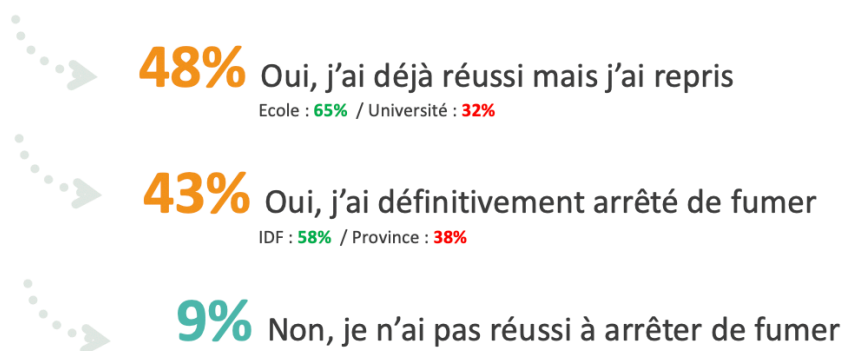 48% Oui, j’ai déjà réussi mais j’ai repris
Ecole : 65% / Université : 32%
43% Oui, j’ai définitivement arrêté de fumer
IDF : 58% / Province : 38%
9% Non, je n’ai pas réussi à arrêter de fumer